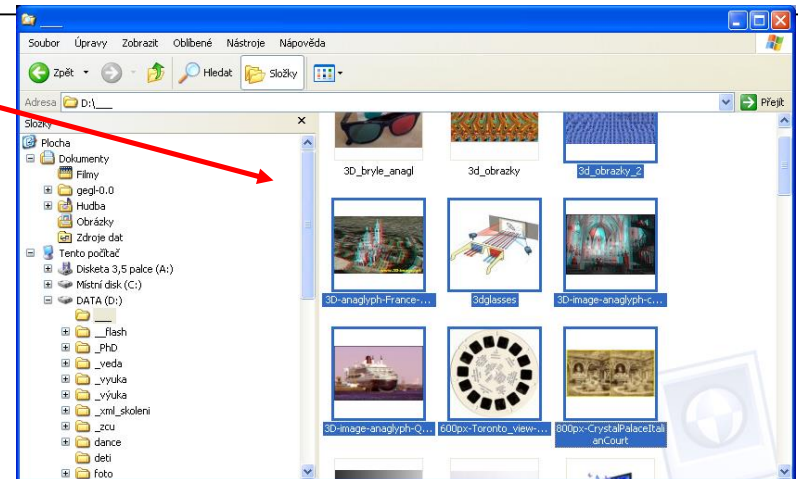 ___
Soubor Úpravy Zobrazit Oblíbené Nástroje Nápověda
Zpět Hledat Složky
Adresa D:\___ Přejít
Složky
Plocha
Dokumenty
Filmy
gegl-0.0
Hudba
Obrázky
Zdroje dat
Tento počítač
Disketa 3,5 palce (A:)
Místní disk (C:)
DATA (D:)
___
__flash
_PhD
_veda
_vyuka
_výuka
_xml_skoleni
_zcu
dance
deti
foto
3D_bryle_anagl 3d_obrazky 3d_obrazky_2
3D-anaglyph-France-... 3dglasses 3D-image-anaglyph-c...
3D-image-anaglyph-Q... 600px-Toronto_view-... 800px-CrystalPalaceItali
anCourt